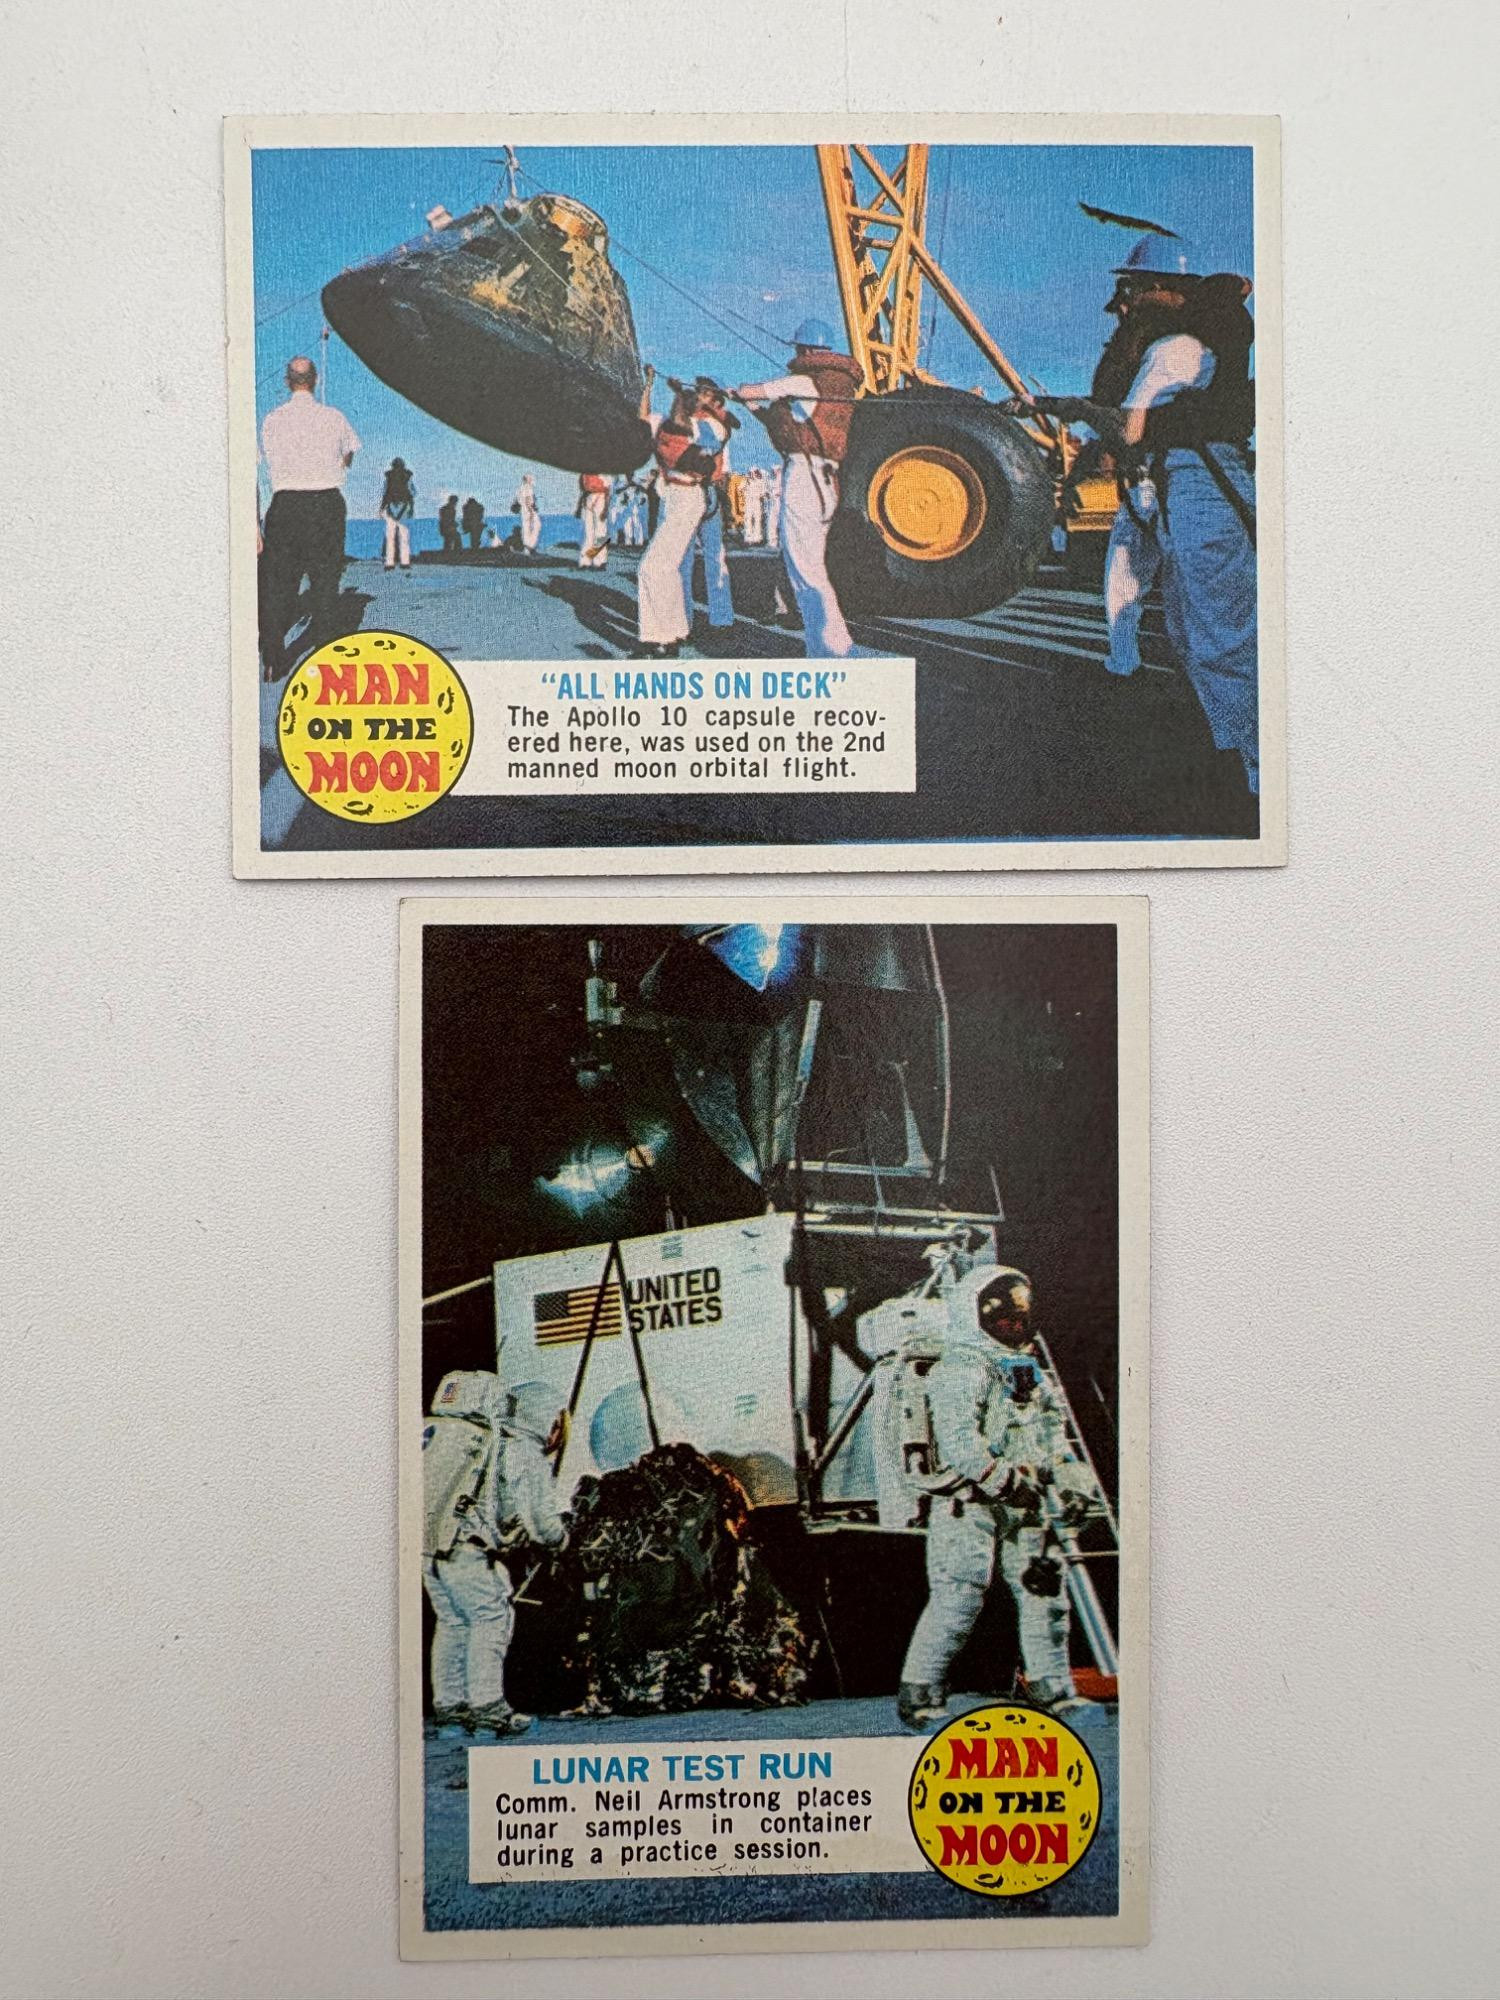 "ALL HANDS ON DECK"
The Apollo 10 capsule recov-
ered here, was used on the 2nd
manned moon orbital flight.
MAN
ON THE
MOON
UNITED
STATES
LUNAR TEST RUN
Comm. Neil Armstrong places
lunar samples in container
during a practice session.
MAN
ON THE
MOON